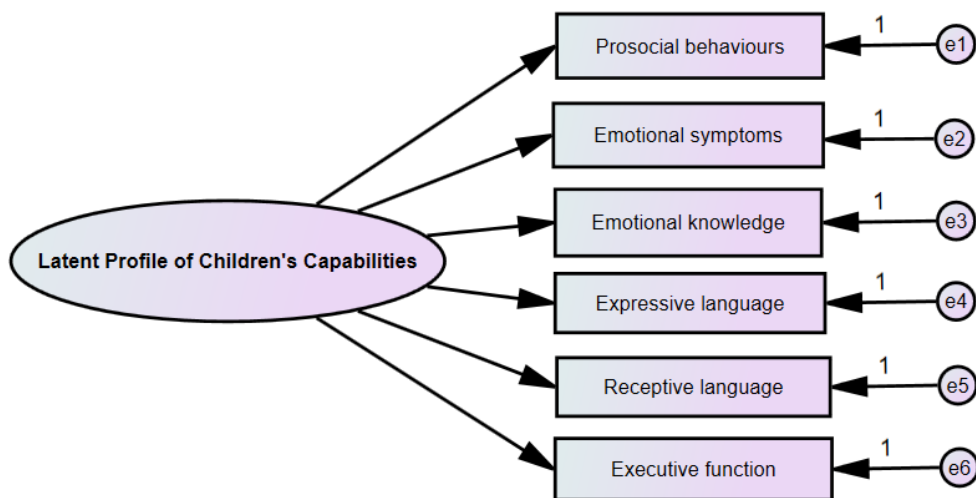 Prosocial behaviours
1
e1
Emotional symptoms
1
e2
Latent Profile of Children's Capabilities
Emotional knowledge
1
e3
Expressive language
1
e4
Receptive language
1
e5
Executive function
1
e6